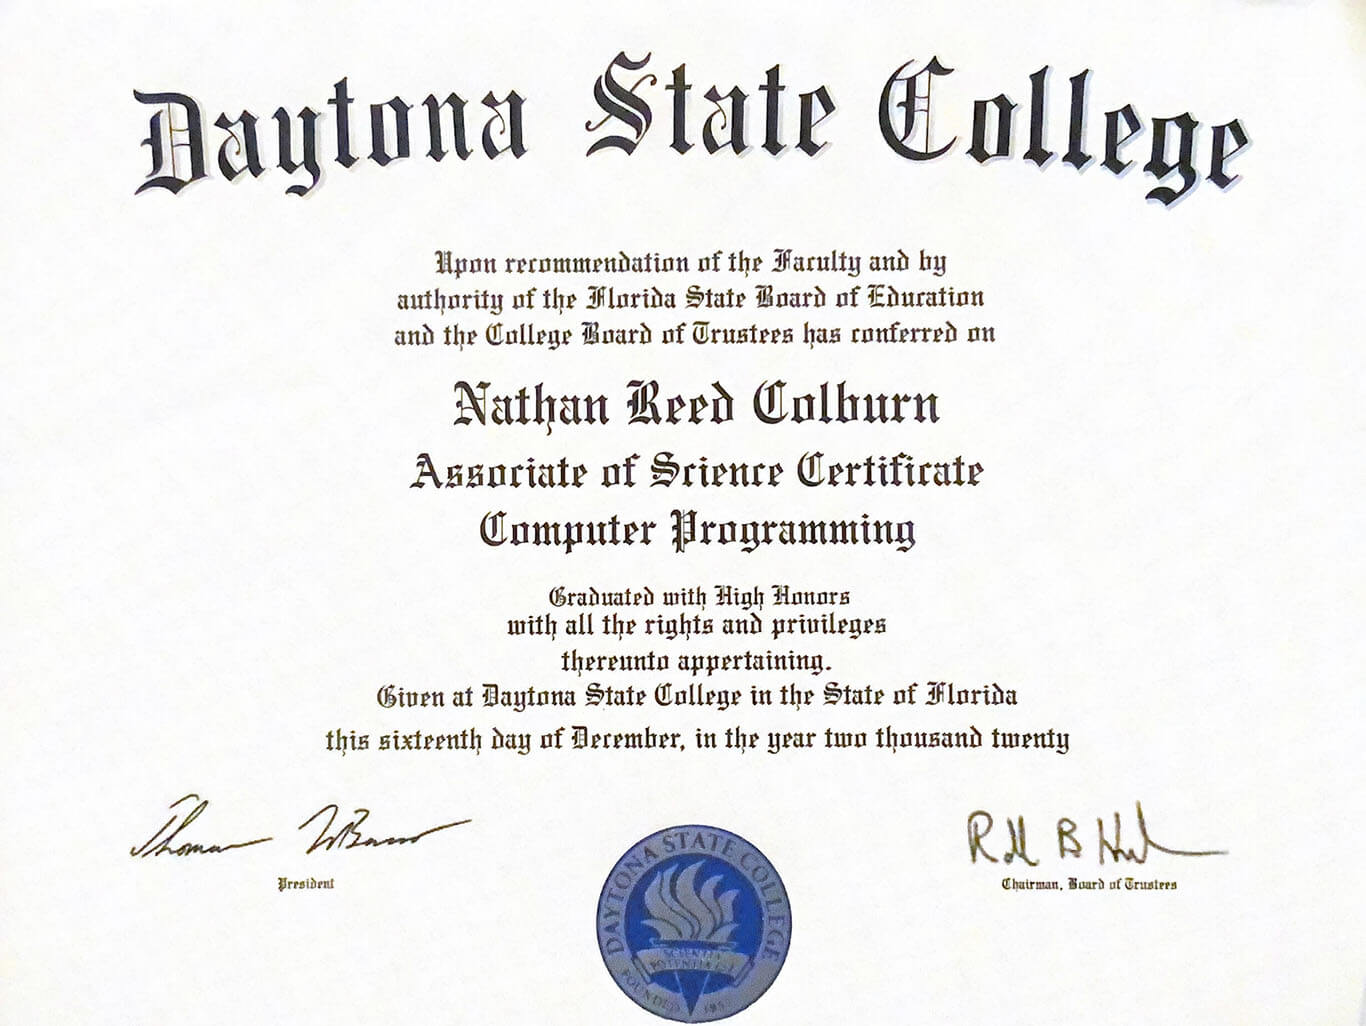 Daytona State College
Upon recommendation of the Faculty and by
authority of the Florida State Board of Education
and the College Board of Trustees has conferred on
Nathan Reed Colburn
Associate of Science Certificate
Computer Programming
Graduated with High Honors
with all the rights and privileges
thereunto appertaining.
Given at Daytona State College in the State of Florida
this sixteenth day of December, in the year two thousand twenty
President
Chairman, Board of Trustees
DAYTONA STATE COLLEGE
FOUNDED 1957